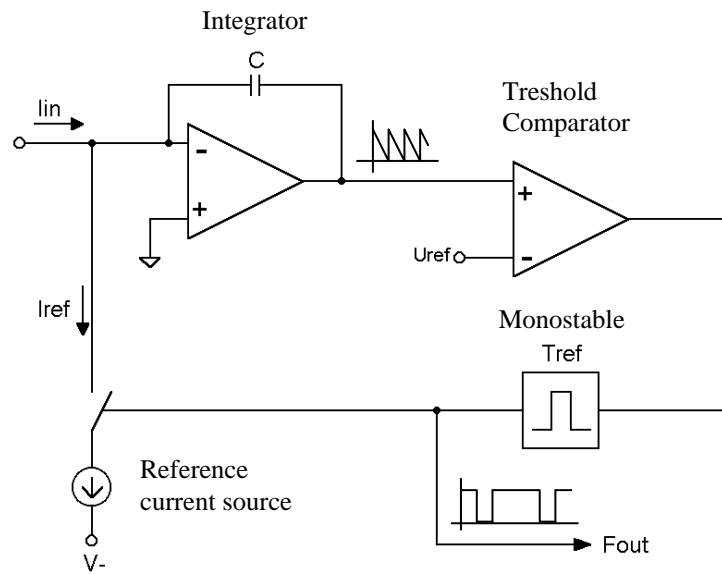 Integrator
C
Iin
Treshold
Comparator
-
+
+
-
Uref
Iref
Monostable
Tref
Reference
current source
V-
Fout